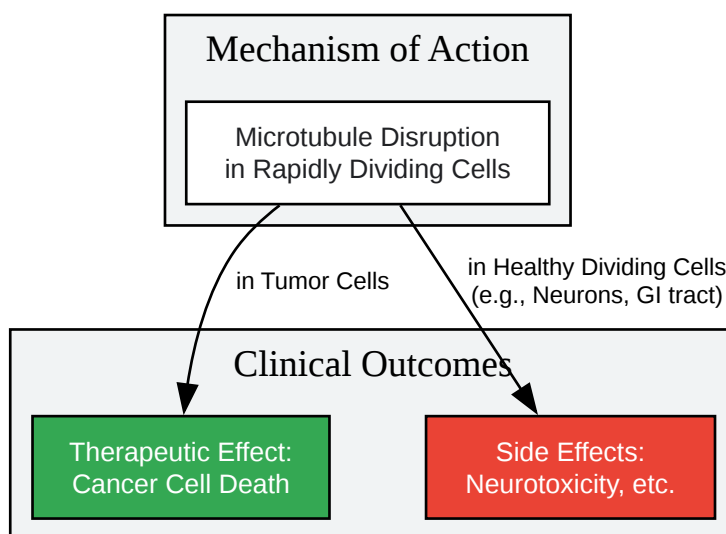 Mechanism of Action
Microtubule Disruption
in Rapidly Dividing Cells
in Tumor Cells
in Healthy Dividing Cells
(e.g., Neurons, GI tract)
Clinical Outcomes
Therapeutic Effect:
Cancer Cell Death
Side Effects:
Neurotoxicity, etc.